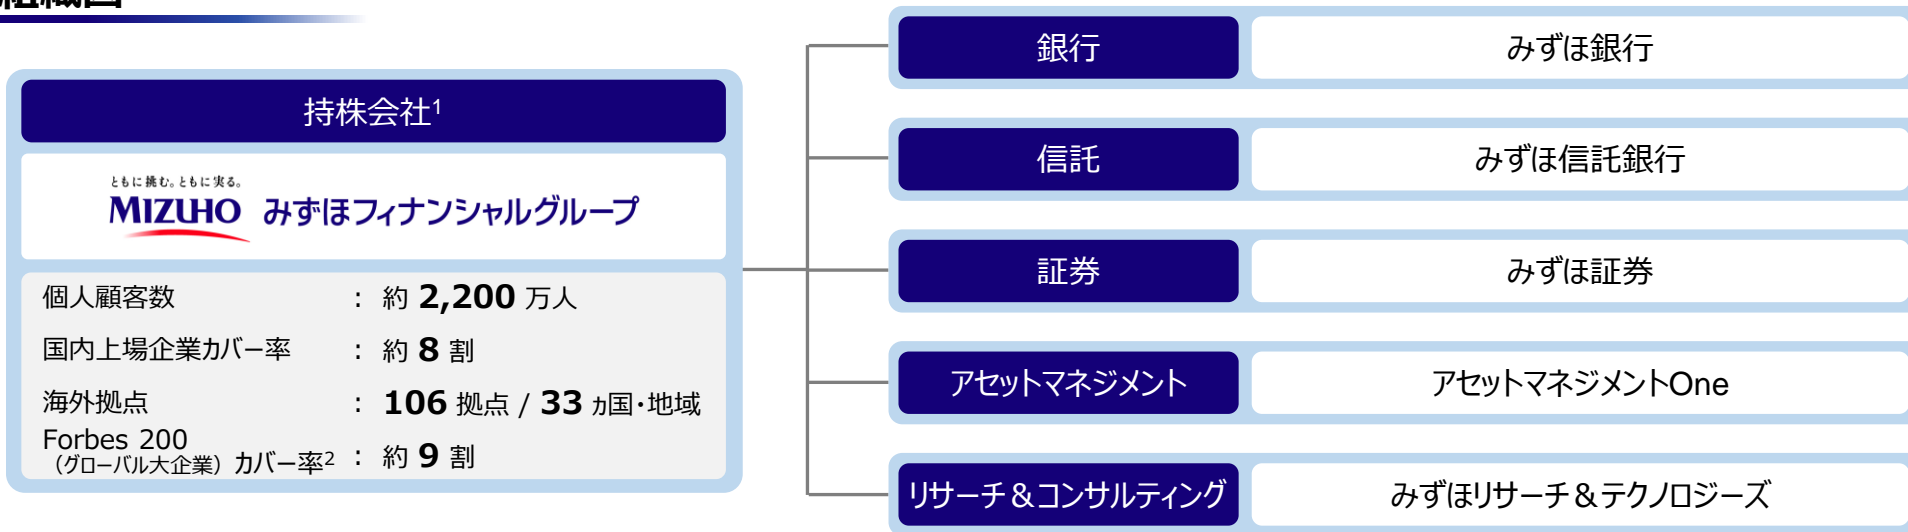 組織図
持株会社1
ともに挑む。ともに実る。
MIZUHO みずほフィナンシャルグループ
個人顧客数 : 約 2,200 万人
国内上場企業カバー率 : 約 8 割
海外拠点 : 106 拠点 / 33 ヵ国・地域
Forbes 200
（グローバル大企業）カバー率2 : 約 9 割
銀行 みずほ銀行
信託 みずほ信託銀行
証券 みずほ証券
アセットマネジメント アセットマネジメントOne
リサーチ＆コンサルティング みずほリサーチ＆テクノロジーズ